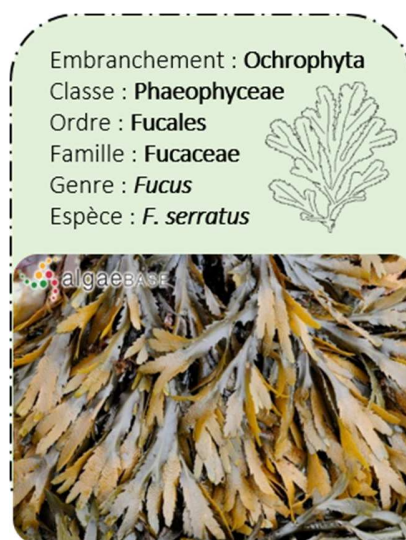 Embranchement : Ochrophyta
Classe : Phaeophyceae
Ordre : Fucales
Famille : Fucaceae
Genre : Fucus
Espèce : F. serratus
algaeBASE